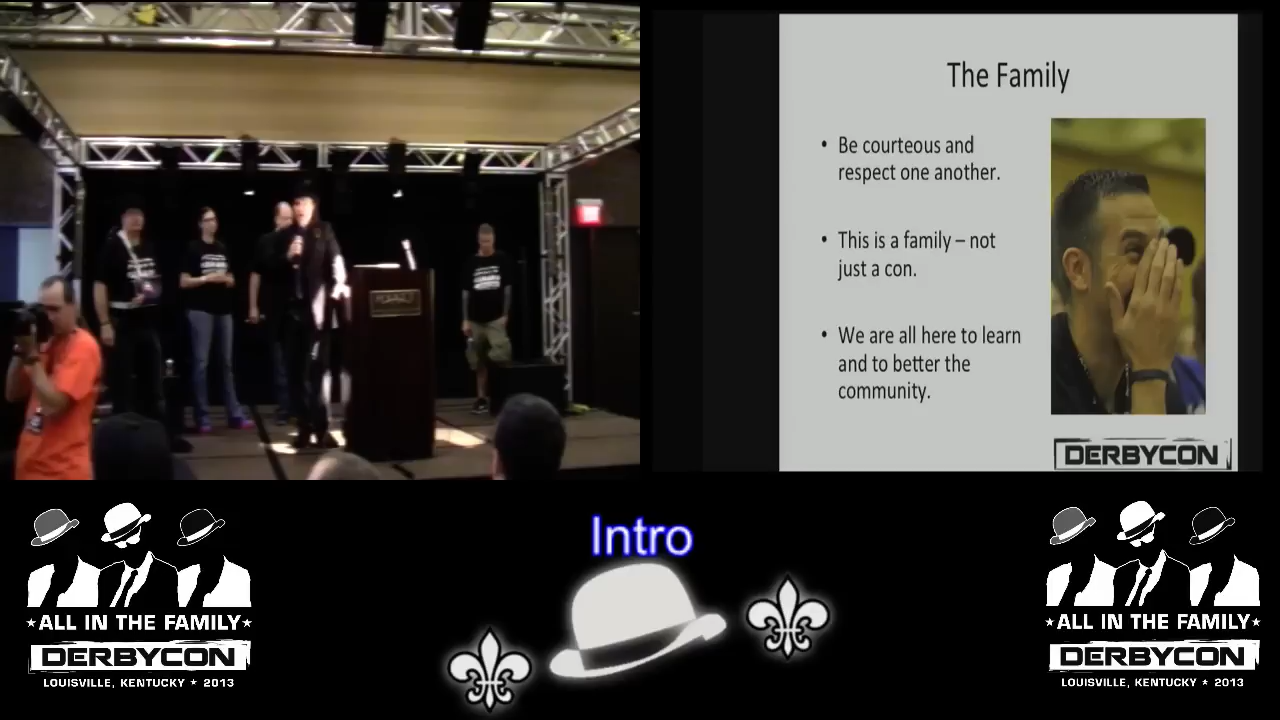 The Family
• Be courteous and
respect one another.
• This is a family – not
just a con.
• We are all here to learn
and to better the
community.
DERBYCON
Intro
★ALL IN THE FAMILY★
DERBYCON
LOUISVILLE, KENTUCKY ★ 2013
★ALL IN THE FAMILY★
DERBYCON
LOUISVILLE, KENTUCKY ★ 2013